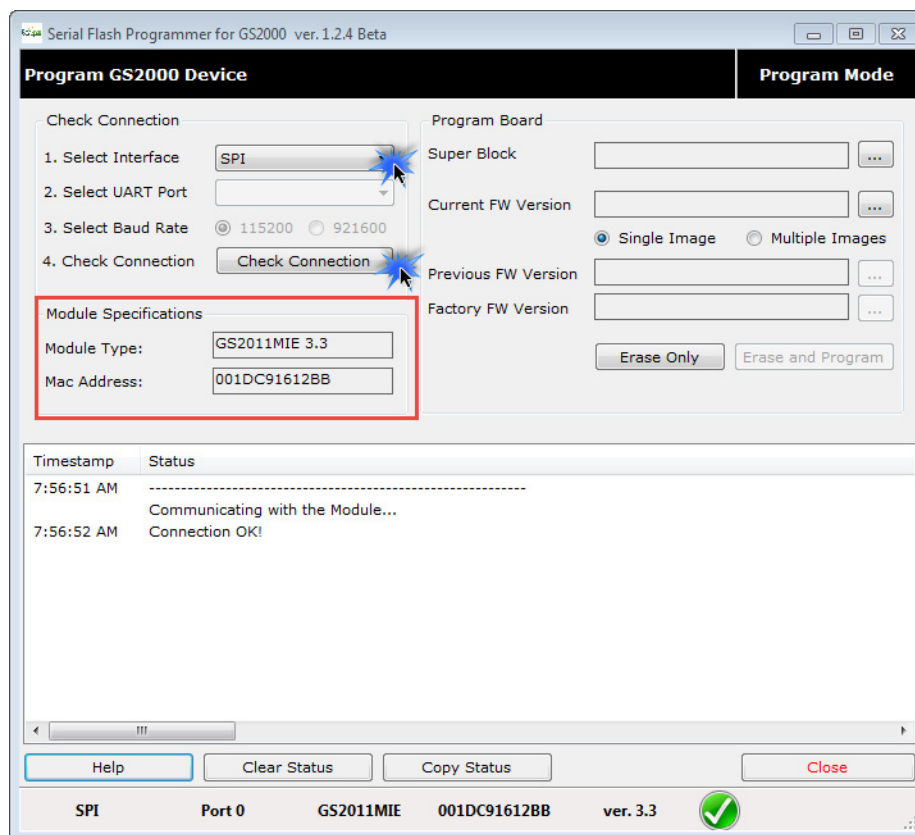 Serial Flash Programmer for GS2000 ver. 1.2.4 Beta
Program GS2000 Device
Program Mode
Check Connection
1. Select Interface
SPI
2. Select UART Port
3. Select Baud Rate
115200
921600
4. Check Connection
Check Connection
Module Specifications
Module Type:
GS2011MIE 3.3
Mac Address:
001DC91612BB
Program Board
Super Block
...
Current FW Version
...
Single Image
Multiple Images
Previous FW Version
...
Factory FW Version
...
Erase Only
Erase and Program
Timestamp Status
7:56:51 AM ----------------------------------------------------------
Communicating with the Module...
7:56:52 AM Connection OK!
Help
Clear Status
Copy Status
Close
SPI Port 0 GS2011MIE 001DC91612BB ver. 3.3